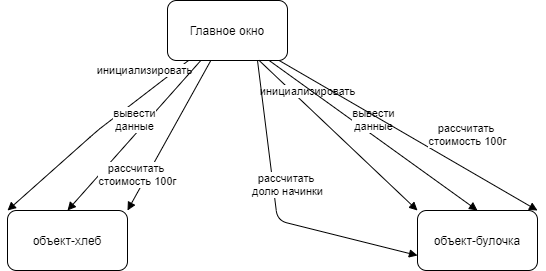 Главное окно
инициализировать
инициализировать
вывести
данные
вывести
данные
рассчитать
стоимость 100г
рассчитать
стоимость 100г
рассчитать
долю начинки
объект-хлеб
объект-булочка